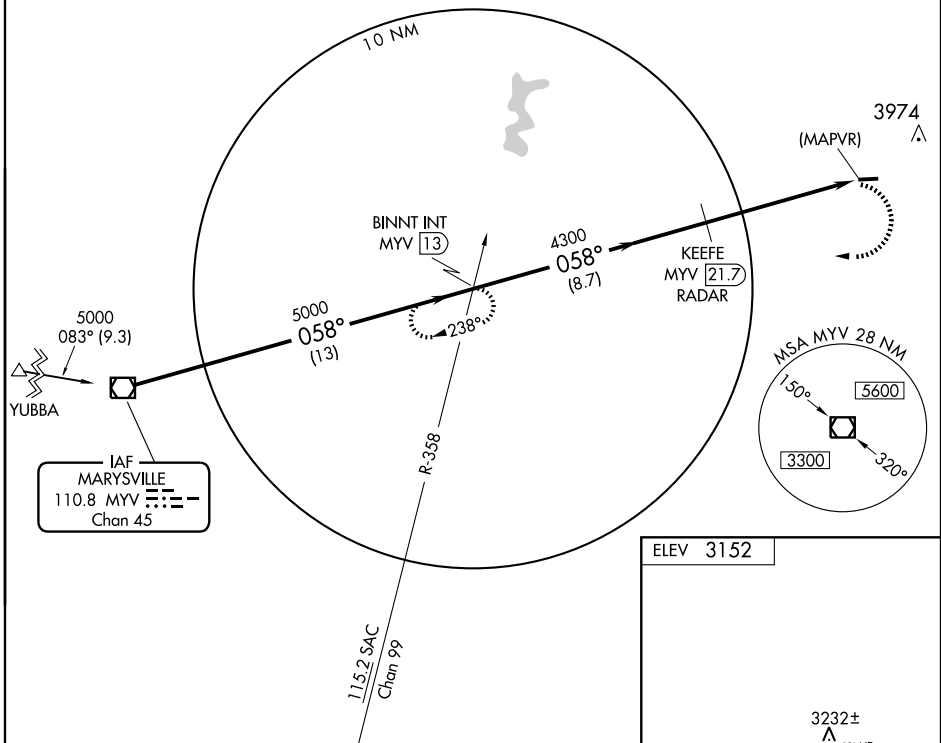 10 NM
3974
(MAPVR)
BINNT INT
MYV 13
4300
058°
(8.7)
KEEFE
MYV 21.7
RADAR
5000
058°
(13)
238°
5000
083° (9.3)
YUBBA
MSA MYV 28 NM
150°
5600
3300
320°
IAF
MARYSVILLE
110.8 MYV
Chan 45
R-358
115.2 SAC
Chan 99
ELEV 3152
3232±